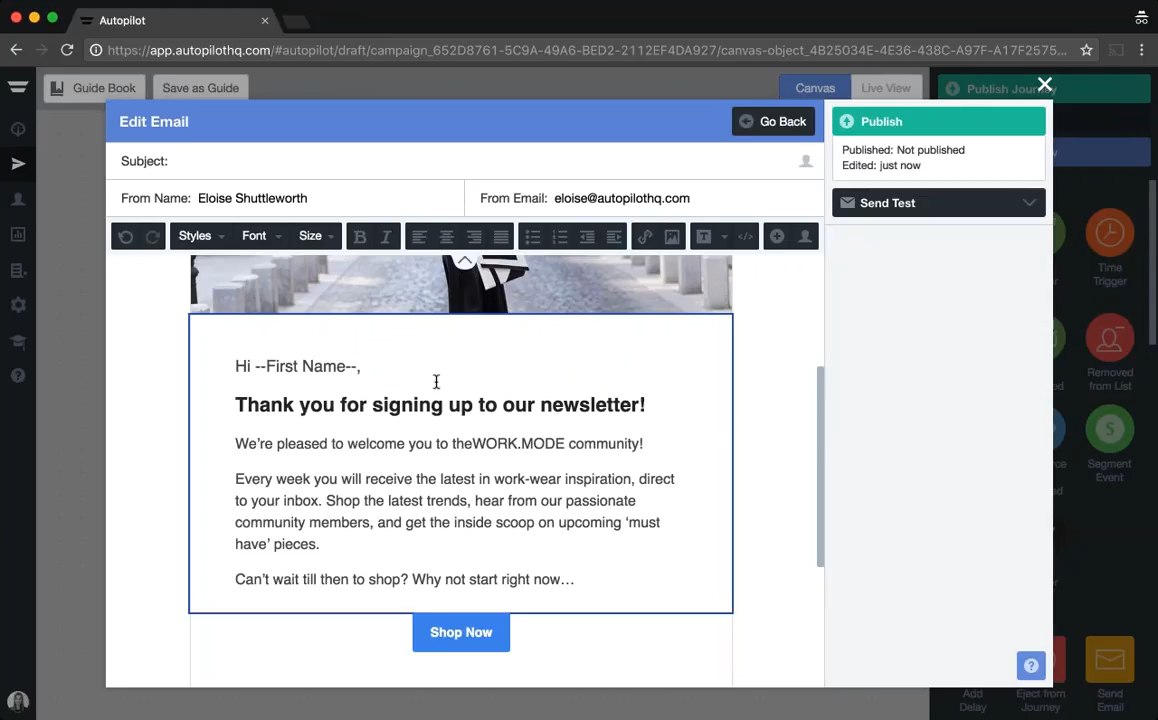 Autopilot
https://app.autopilothq.com/#autopilot/draft/campaign_652D8761-5C9A-49A6-BED2-2112EF4DA927/canvas-object_4B25034E-4E36-438C-A97F-A17F2575...
Guide Book
Save as Guide
Canvas
Live View
Publish Journey
Edit Email
Go Back
Publish
Subject:
Published: Not published
Edited: just now
From Name: Eloise Shuttleworth
From Email: eloise@autopilothq.com
Send Test
Styles
Font
Size
B
I
T
</>
Time
Trigger
Hi --First Name--,
Thank you for signing up to our newsletter!
We're pleased to welcome you to theWORK.MODE community!
Every week you will receive the latest in work-wear inspiration, direct
to your inbox. Shop the latest trends, hear from our passionate
community members, and get the inside scoop on upcoming ‘must
have’ pieces.
Can’t wait till then to shop? Why not start right now…
Shop Now
Removed
from List
Segment
Event
Add
Delay
Eject from
Journey
Send
Email